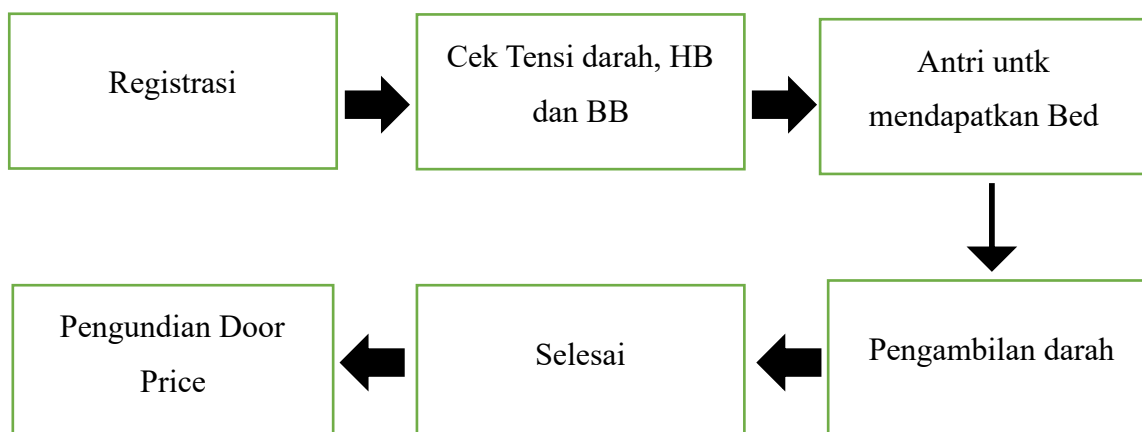 Registrasi
Cek Tensi darah, HB
dan BB
Antri untk
mendapatkan Bed
Pengambilan darah
Selesai
Pengundian Door
Price